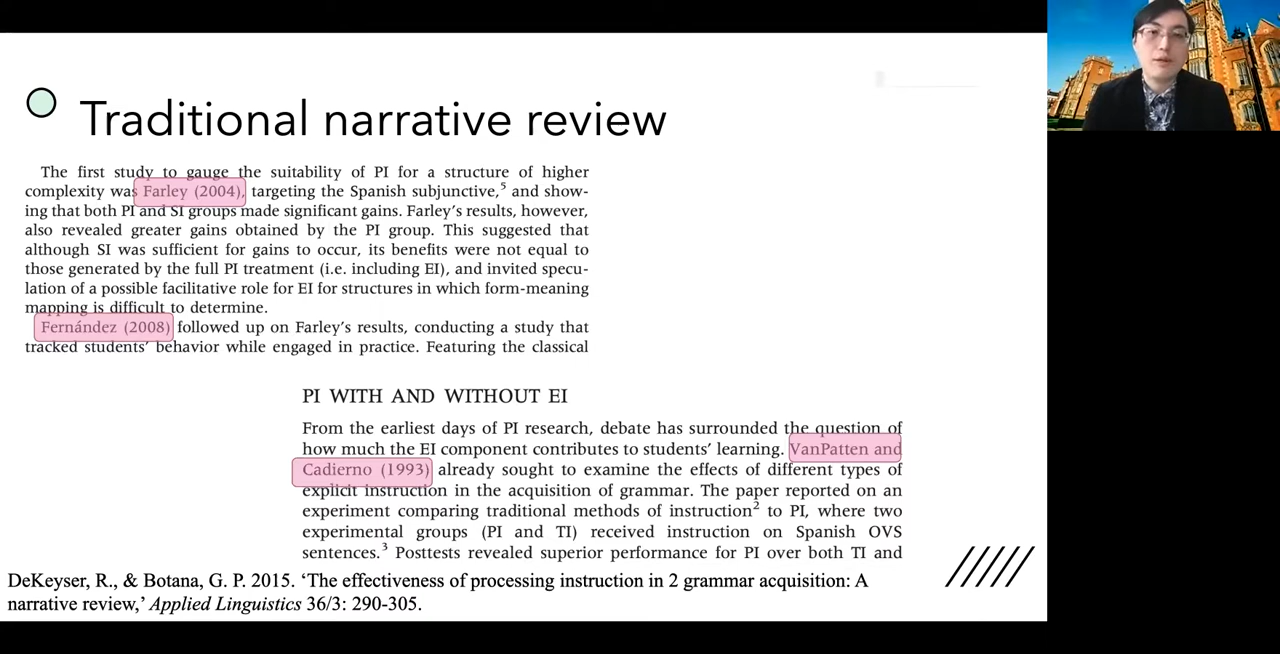 Traditional narrative review
The first study to gauge the suitability of PI for a structure of higher
complexity was Farley (2004), targeting the Spanish subjunctive,⁵ and show-
ing that both PI and SI groups made significant gains. Farley's results, however,
also revealed greater gains obtained by the PI group. This suggested that
although SI was sufficient for gains to occur, its benefits were not equal to
those generated by the full PI treatment (i.e. including EI), and invited specu-
lation of a possible facilitative role for EI for structures in which form-meaning
mapping is difficult to determine.
Fernández (2008) followed up on Farley's results, conducting a study that
tracked students' behavior while engaged in practice. Featuring the classical
PI WITH AND WITHOUT EI
From the earliest days of PI research, debate has surrounded the question of
how much the EI component contributes to students' learning. VanPatten and
Cadierno (1993) already sought to examine the effects of different types of
explicit instruction in the acquisition of grammar. The paper reported on an
experiment comparing traditional methods of instruction² to PI, where two
experimental groups (PI and TI) received instruction on Spanish OVS
sentences.³ Posttests revealed superior performance for PI over both TI and
DeKeyser, R., & Botana, G. P. 2015. 'The effectiveness of processing instruction in 2 grammar acquisition: A
narrative review,' Applied Linguistics 36/3: 290-305.